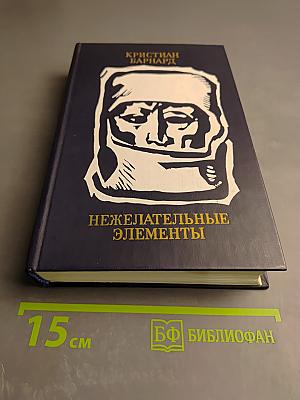 КРИСТИАН
БАРНАРД
НЕЖЕЛАТЕЛЬНЫЕ
ЭЛЕМЕНТЫ
15 см
БФ БИБЛИОФАН